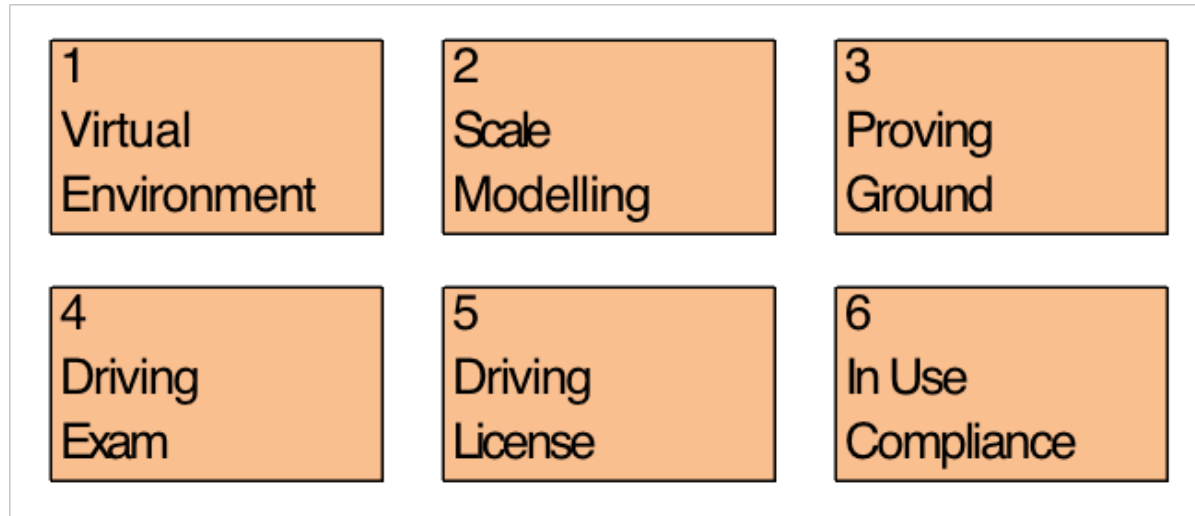 1
Virtual
Environment
2
Scale
Modelling
3
Proving
Ground
4
Driving
Exam
5
Driving
License
6
In Use
Compliance